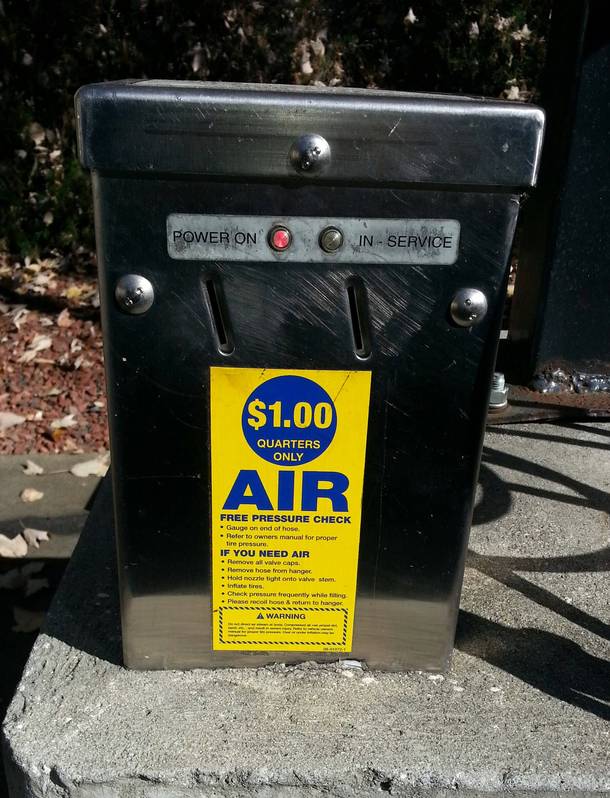 POWER ON IN - SERVICE
$1.00
QUARTERS
ONLY
AIR
FREE PRESSURE CHECK
• Gauge on end of hose.
• Refer to owners manual for proper
tire pressure.
IF YOU NEED AIR
• Remove all valve caps.
• Remove hose from hanger.
• Hold nozzle tight onto valve stem.
• Inflate tires.
• Check pressure frequently while filling.
• Please recoil hose & return to hanger.
WARNING